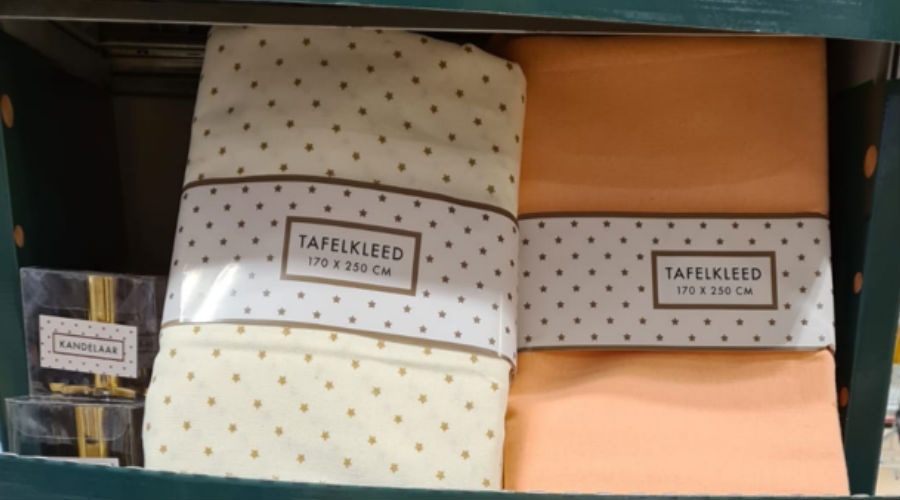 TAFELKLEED
170 X 250 CM
TAFELKLEED
170 X 250 CM
KANDELAAR